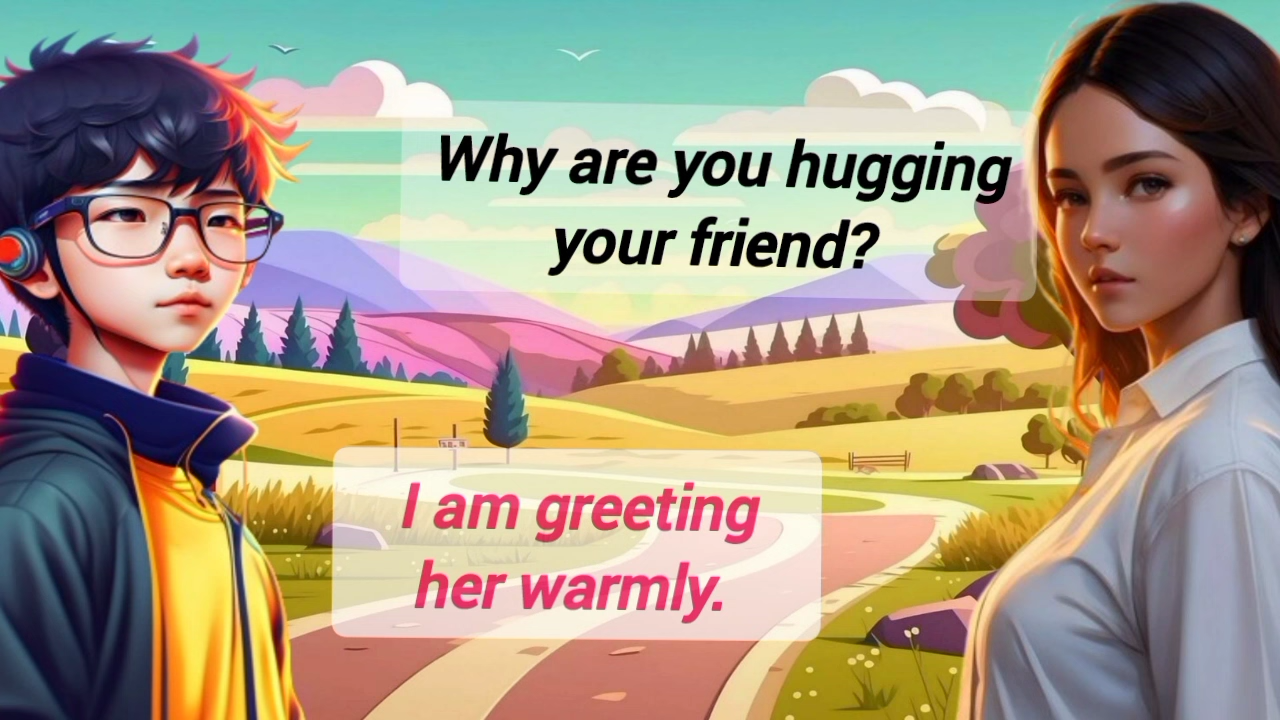 Why are you hugging
your friend?
I am greeting
her warmly.